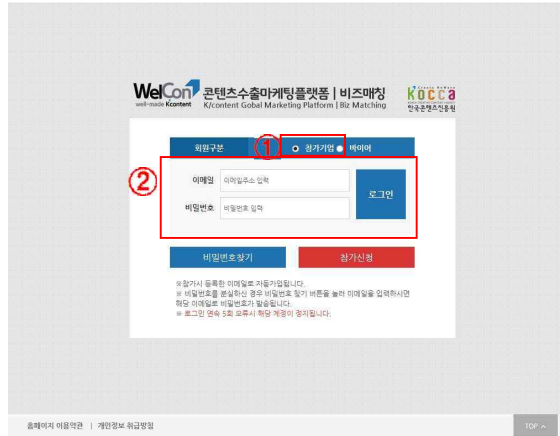 WelCon 콘텐츠수출마케팅플랫폼 | 비즈매칭
well-made Kcontent K/content Gobal Marketing Platform | Biz Matching
KOCCA
한국콘텐츠진흥원
회원구분 ① 참가기업 바이어
②
이메일 이메일주소 입력
비밀번호 비밀번호 입력
로그인
비밀번호찾기 참가신청
※참가시 등록한 이메일로 자동가입됩니다.
※ 비밀번호를 분실하신 경우 비밀번호 찾기 버튼을 눌러 이메일을 입력하시면
해당 이메일로 비밀번호가 발송됩니다.
※ 로그인 연속 5회 오류시 해당 계정이 정지됩니다.
홈페이지 이용약관 | 개인정보 취급방침
TOP